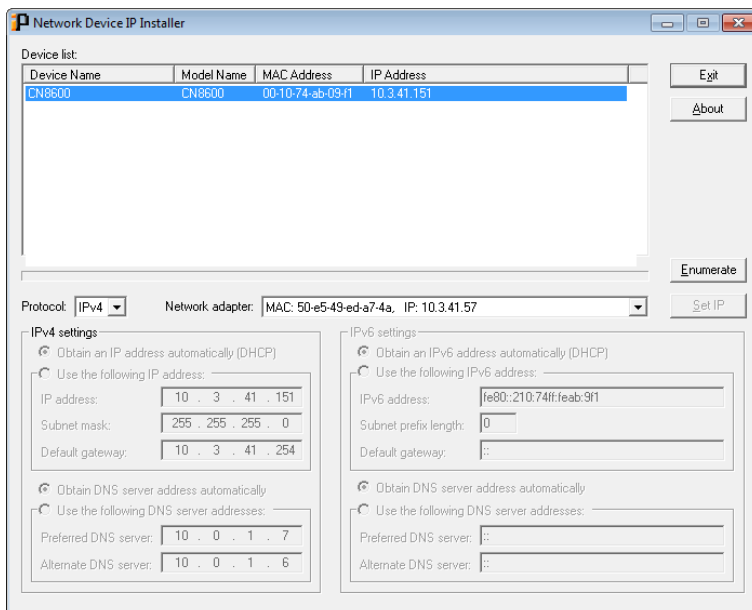 Network Device IP Installer
Device list:
Device Name Model Name MAC Address IP Address
CN8600 CN8600 00-10-74-ab-09-f1 10.3.41.151
Exit
About
Enumerate
Protocol: IPv4 Network adapter: MAC: 50-e5-49-ed-a7-4a, IP: 10.3.41.57
Set IP
IPv4 settings
Obtain an IP address automatically (DHCP)
Use the following IP address:
IP address: 10 . 3 . 41 . 151
Subnet mask: 255 . 255 . 255 . 0
Default gateway: 10 . 3 . 41 . 254
Obtain DNS server address automatically
Use the following DNS server addresses:
Preferred DNS server: 10 . 0 . 1 . 7
Alternate DNS server: 10 . 0 . 1 . 6
IPv6 settings
Obtain an IPv6 address automatically (DHCP)
Use the following IPv6 address:
IPv6 address: fe80::210:74ff:feab:9f1
Subnet prefix length: 0
Default gateway: ::
Obtain DNS server address automatically
Use the following DNS server addresses:
Preferred DNS server: ::
Alternate DNS server: ::